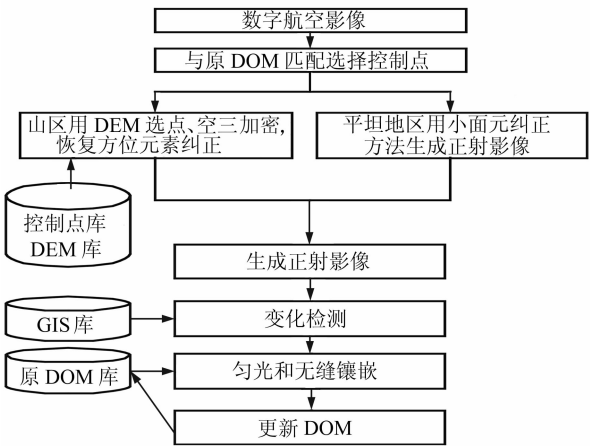 数字航空影像
与原 DOM 匹配选择控制点
山区用 DEM 选点、空三加密,
恢复方位元素纠正
平坦地区用小面元纠正
方法生成正射影像
控制点库
DEM 库
生成正射影像
GIS 库
变化检测
原 DOM 库
匀光和无缝镶嵌
更新 DOM